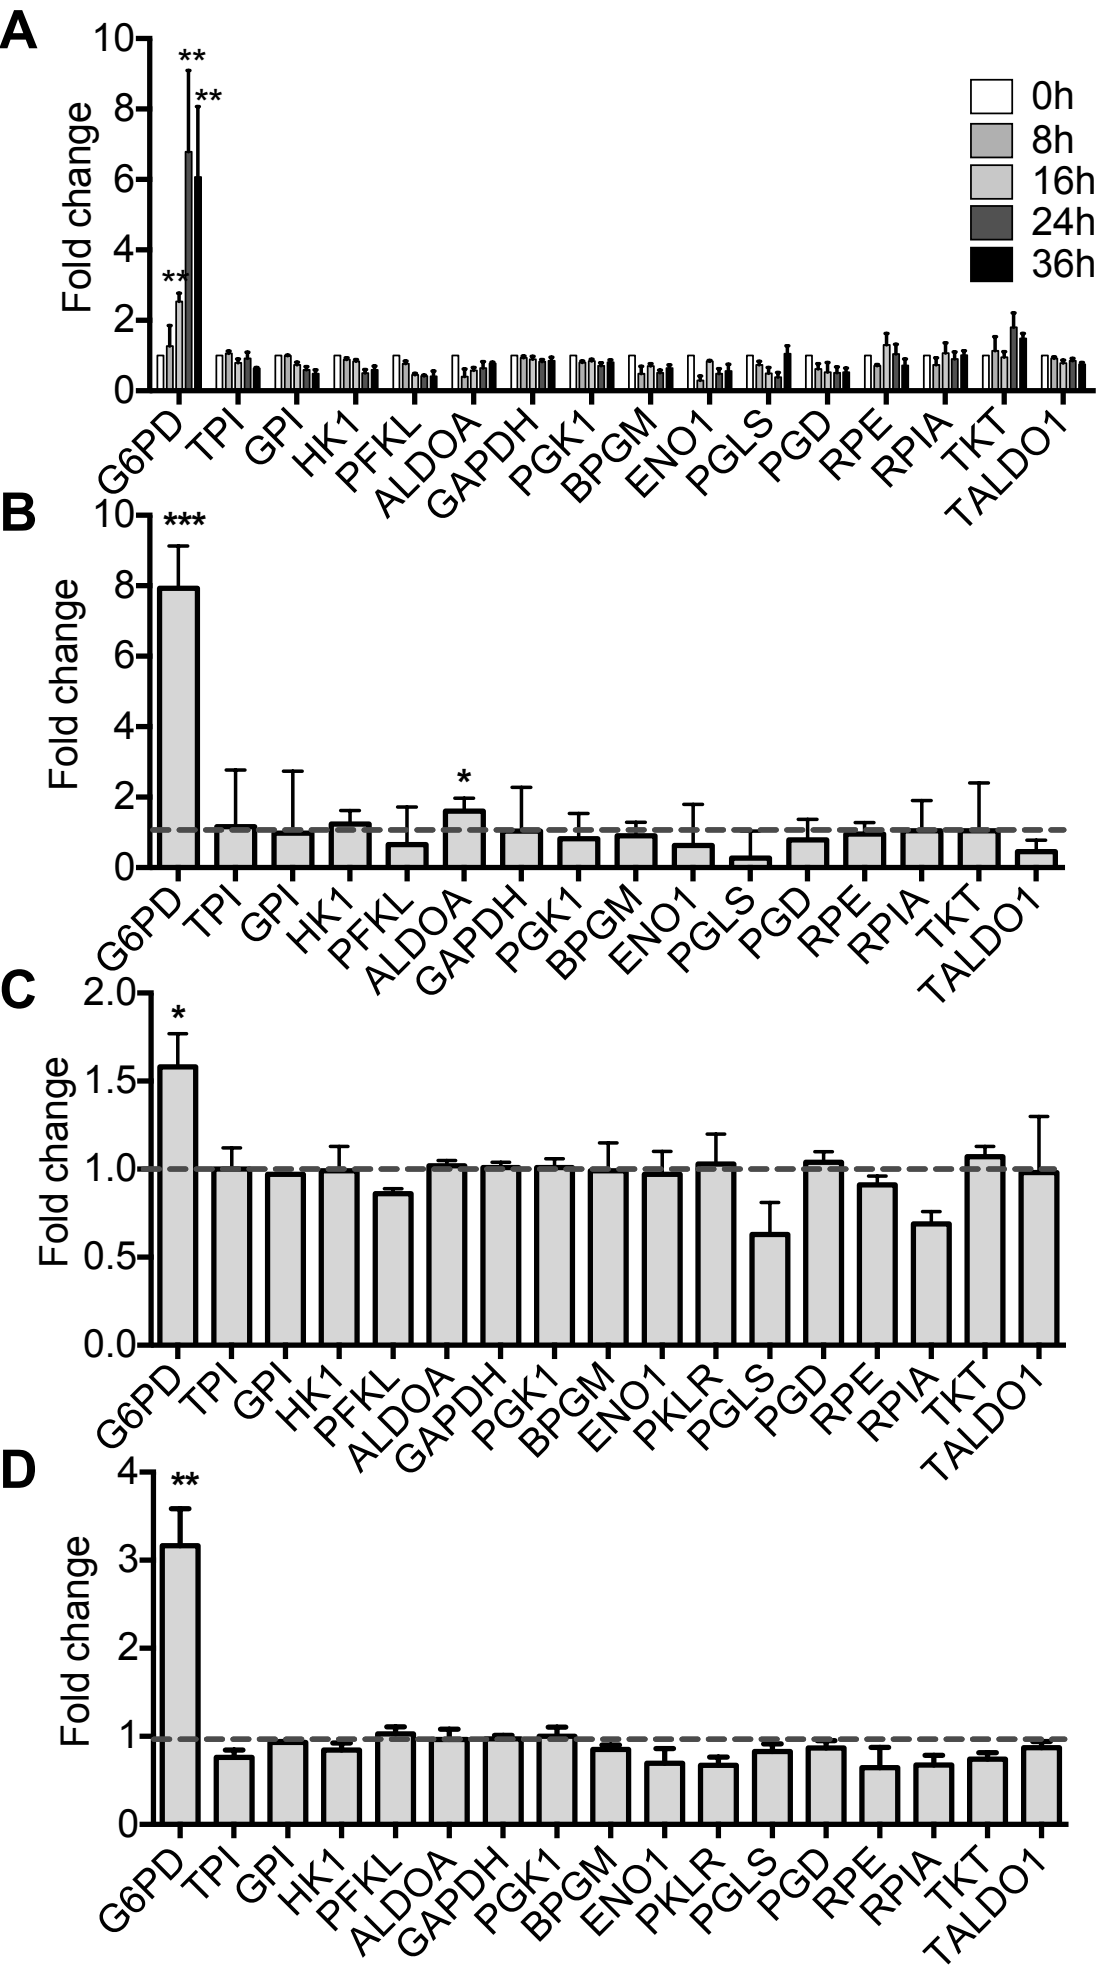 A
Fold change
10
8
6
4
2
0
**
**
**
0h
8h
16h
24h
36h
G6PD TPI GPI HK1 PFKL ALDOA GAPDH PGK1 BPGM ENO1 PGLS PGD RPE RPIA TKT TALDO1
B
Fold change
10
8
6
4
2
0
***
*
G6PD TPI GPI HK1 PFKL ALDOA GAPDH PGK1 BPGM ENO1 PGLS PGD RPE RPIA TKT TALDO1
C
Fold change
2.0
1.5
1.0
0.5
0.0
*
G6PD TPI GPI HK1 PFKL ALDOA GAPDH PGK1 BPGM ENO1 PKLR PGLS PGD RPE RPIA TKT TALDO1
D
Fold change
4
3
2
1
0
**
G6PD TPI GPI HK1 PFKL ALDOA GAPDH PGK1 BPGM ENO1 PKLR PGLS PGD RPE RPIA TKT TALDO1